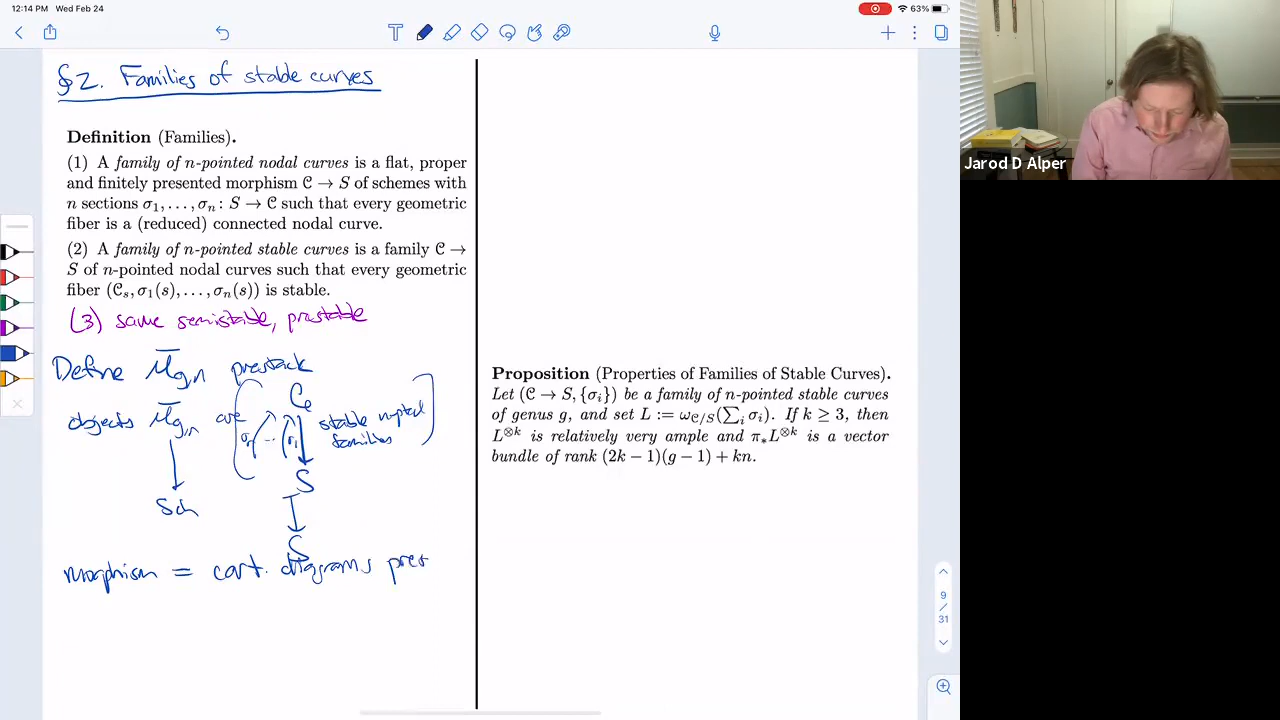 12:14 PM Wed Feb 24
63%
§2. Families of stable curves
Definition (Families).
(1) A family of n-pointed nodal curves is a flat, proper
and finitely presented morphism 𝒞 → S of schemes with
n sections σ₁, . . . , σₙ : S → 𝒞 such that every geometric
fiber is a (reduced) connected nodal curve.
(2) A family of n-pointed stable curves is a family 𝒞 →
S of n-pointed nodal curves such that every geometric
fiber (𝒞ₛ, σ₁(s), . . . , σₙ(s)) is stable.
(3) same semistable, prestable
Define M̄g,n prestack
objects M̄g,n are ( 𝒞 stable n-pted
σn ... σ1 families )
S
Sch
S
morphism = cart. diagrams pres
Proposition (Properties of Families of Stable Curves).
Let (𝒞 → S, {σᵢ}) be a family of n-pointed stable curves
of genus g, and set L := ω𝒞/S(∑ᵢ σᵢ). If k ≥ 3, then
L⊗k is relatively very ample and π∗L⊗k is a vector
bundle of rank (2k − 1)(g − 1) + kn.
9
/
31
Jarod D Alper